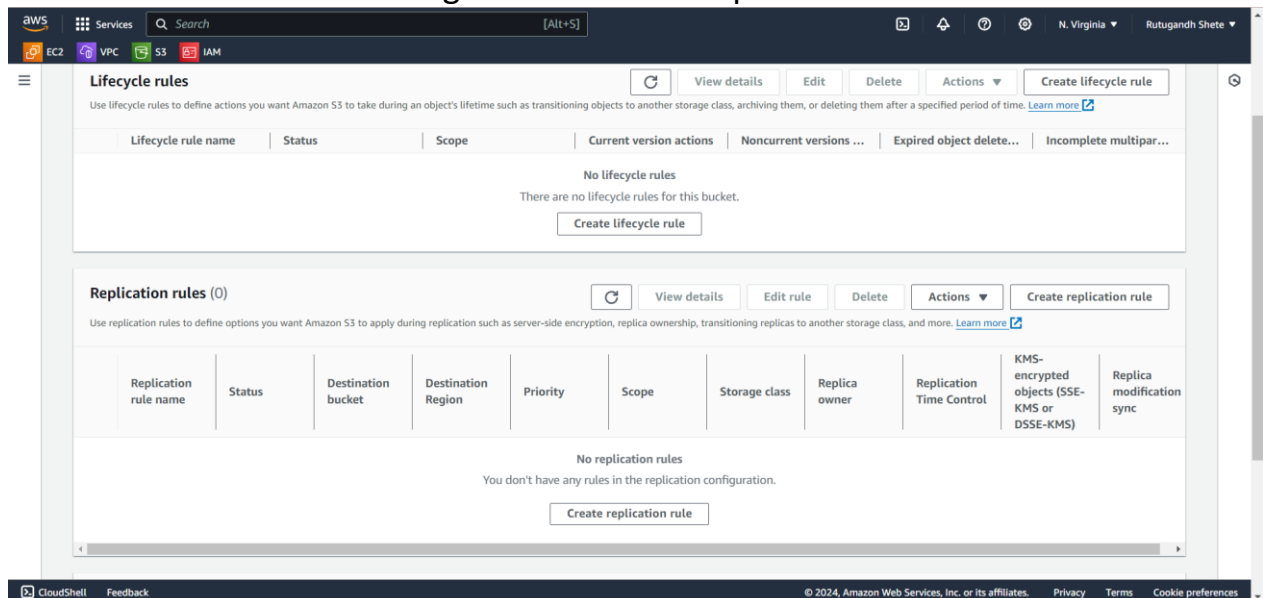 aws Services Search [Alt+S] N. Virginia ▼ Rutugandh Shete ▼
EC2 VPC S3 IAM
Lifecycle rules View details Edit Delete Actions ▼ Create lifecycle rule
Use lifecycle rules to define actions you want Amazon S3 to take during an object's lifetime such as transitioning objects to another storage class, archiving them, or deleting them after a specified period of time. Learn more
Lifecycle rule name Status Scope Current version actions Noncurrent versions ... Expired object delete... Incomplete multipar...
No lifecycle rules
There are no lifecycle rules for this bucket.
Create lifecycle rule
Replication rules (0) View details Edit rule Delete Actions ▼ Create replication rule
Use replication rules to define options you want Amazon S3 to apply during replication such as server-side encryption, replica ownership, transitioning replicas to another storage class, and more. Learn more
Replication rule name Status Destination bucket Destination Region Priority Scope Storage class Replica owner Replication Time Control KMS-encrypted objects (SSE-KMS or DSSE-KMS) Replica modification sync
No replication rules
You don't have any rules in the replication configuration.
Create replication rule
CloudShell Feedback © 2024, Amazon Web Services, Inc. or its affiliates. Privacy Terms Cookie preferences